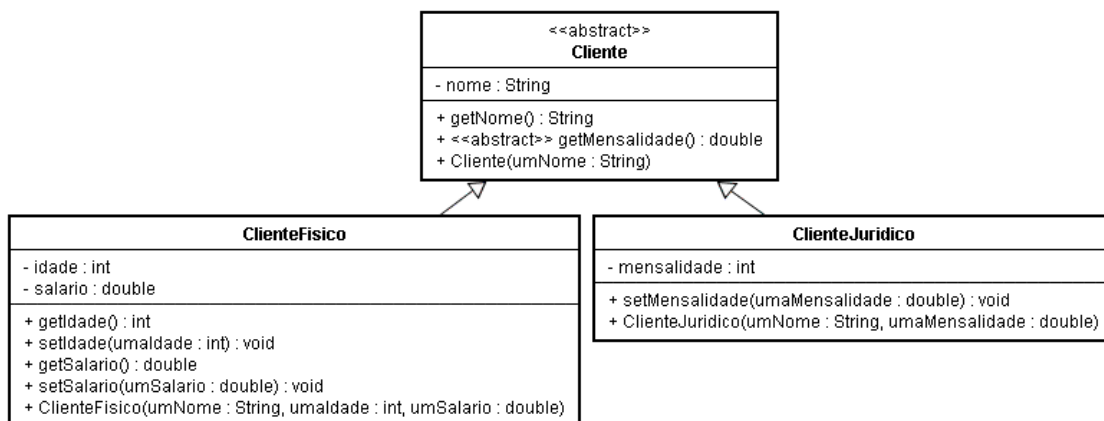 <<abstract>>
Cliente
- nome : String
+ getNome() : String
+ <<abstract>> getMensalidade() : double
+ Cliente(umNome : String)
ClienteFisico
- idade : int
- salario : double
+ getIdade() : int
+ setIdade(umaIdade : int) : void
+ getSalario() : double
+ setSalario(umSalario : double) : void
+ ClienteFisico(umNome : String, umaIdade : int, umSalario : double)
ClienteJuridico
- mensalidade : int
+ setMensalidade(umaMensalidade : double) : void
+ ClienteJuridico(umNome : String, umaMensalidade : double)